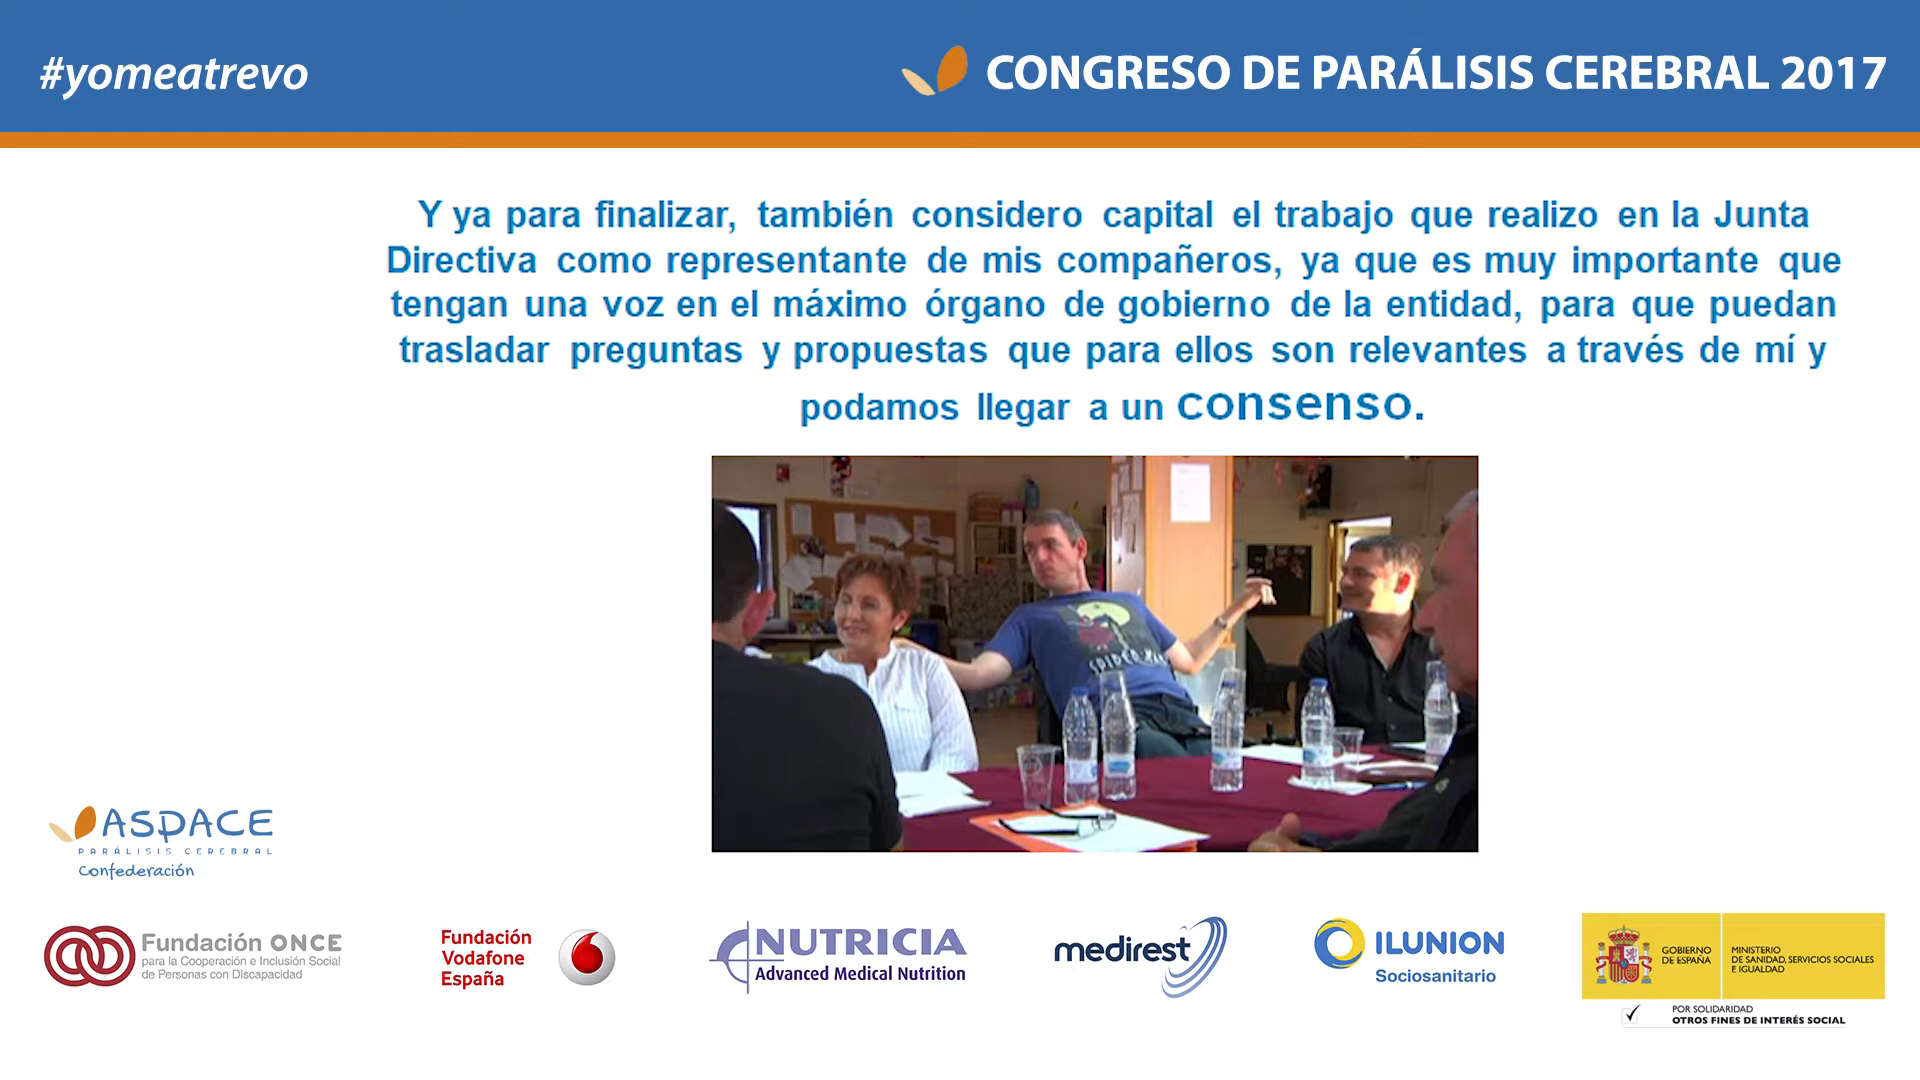 #yomeatrevo
CONGRESO DE PARÁLISIS CEREBRAL 2017
Y ya para finalizar, también considero capital el trabajo que realizo en la Junta
Directiva como representante de mis compañeros, ya que es muy importante que
tengan una voz en el máximo órgano de gobierno de la entidad, para que puedan
trasladar preguntas y propuestas que para ellos son relevantes a través de mí y
podamos llegar a un consenso.
ASPACE
PARÁLISIS CEREBRAL
Confederación
Fundación ONCE
para la Cooperación e Inclusión Social
de Personas con Discapacidad
Fundación
Vodafone
España
NUTRICIA
Advanced Medical Nutrition
medirest
ILUNION
Sociosanitario
GOBIERNO
DE ESPAÑA
MINISTERIO
DE SANIDAD, SERVICIOS SOCIALES
E IGUALDAD
POR SOLIDARIDAD
OTROS FINES DE INTERÉS SOCIAL